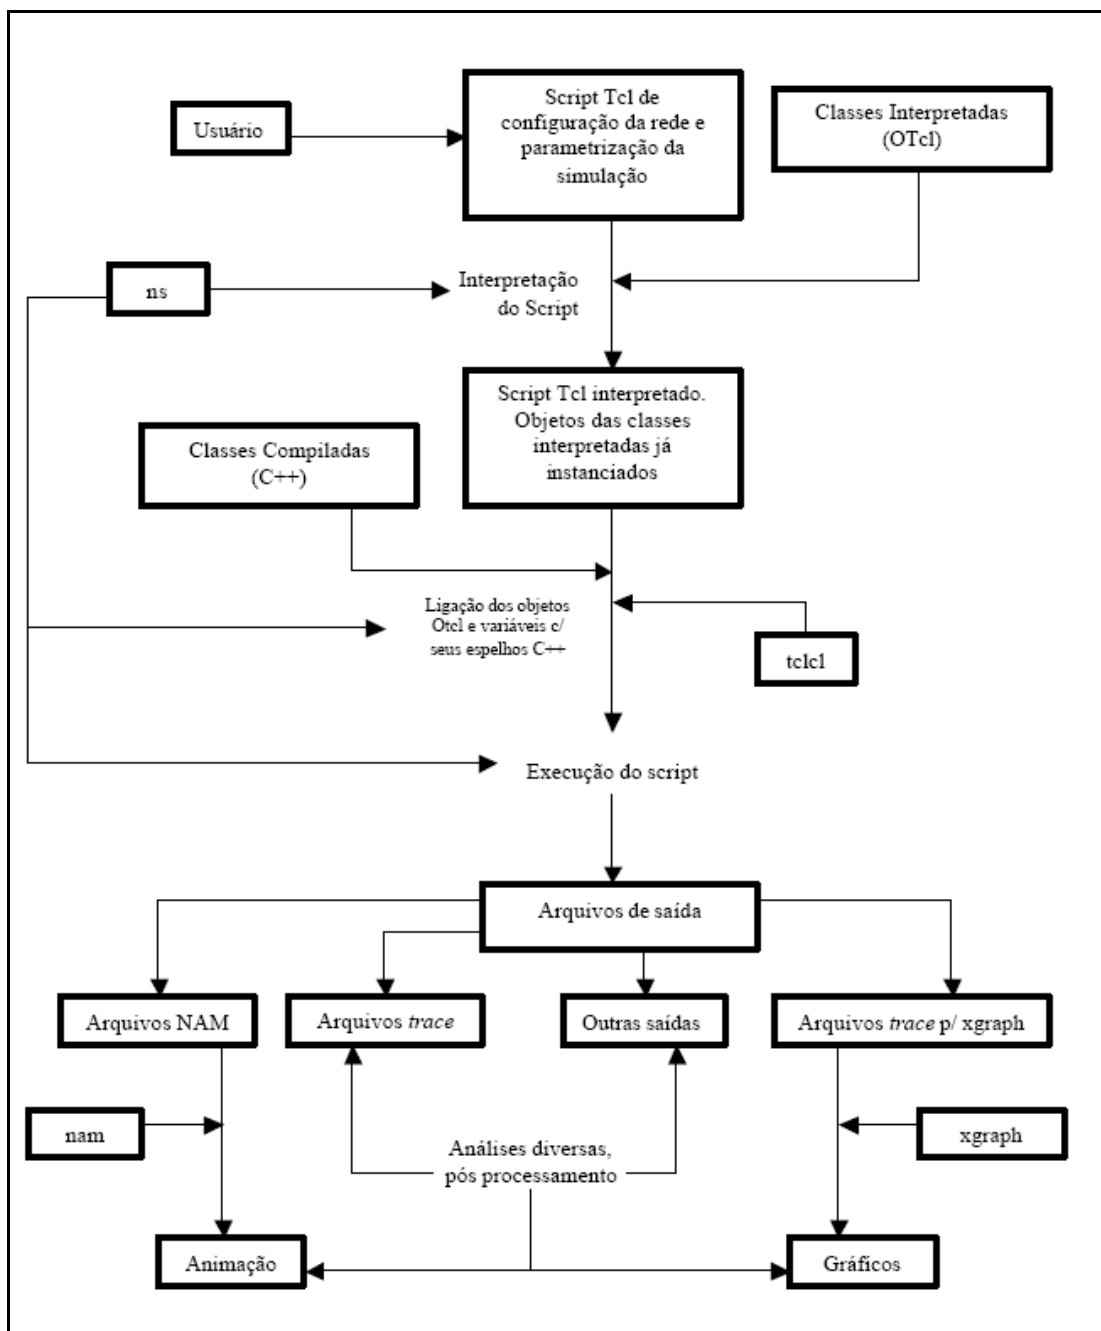 Script Tcl de
configuração da rede e
parametrização da
simulação
Usuário
Classes Interpretadas
(OTcl)
Interpretação
do Script
ns
Script Tcl interpretado.
Objetos das classes
interpretadas já
instanciados
Classes Compiladas
(C++)
Ligação dos objetos
Otcl e variáveis c/
seus espelhos C++
tclcl
Execução do script
Arquivos de saída
Arquivos NAM
Arquivos trace
Outras saídas
Arquivos trace p/ xgraph
nam
xgraph
Análises diversas,
pós processamento
Animação
Gráficos